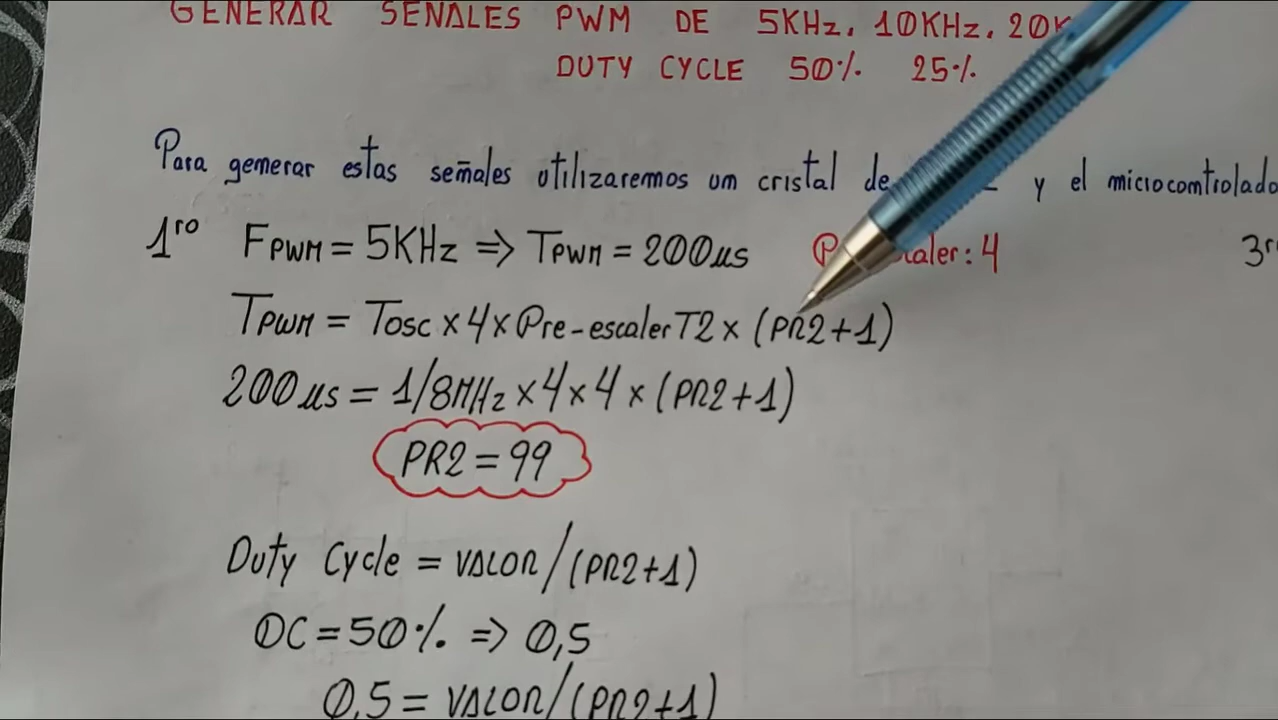 GENERAR SEÑALES PWM DE 5KHz. 10KHz. 20K
DUTY CYCLE 50% 25%
Para generar estas señales utilizaremos un cristal de y el microcontrolado
1ro FPWM = 5KHz => TPWM = 200us : 4 3r
TPWM = Tosc x 4 x Pre-escaler T2 x (PR2+1)
200us = 1/8MHz x 4 x 4 x (PR2+1)
PR2 = 99
Duty Cycle = VALOR/(PR2+1)
DC = 50% => 0,5
0,5 = VALOR/(PR2+1)